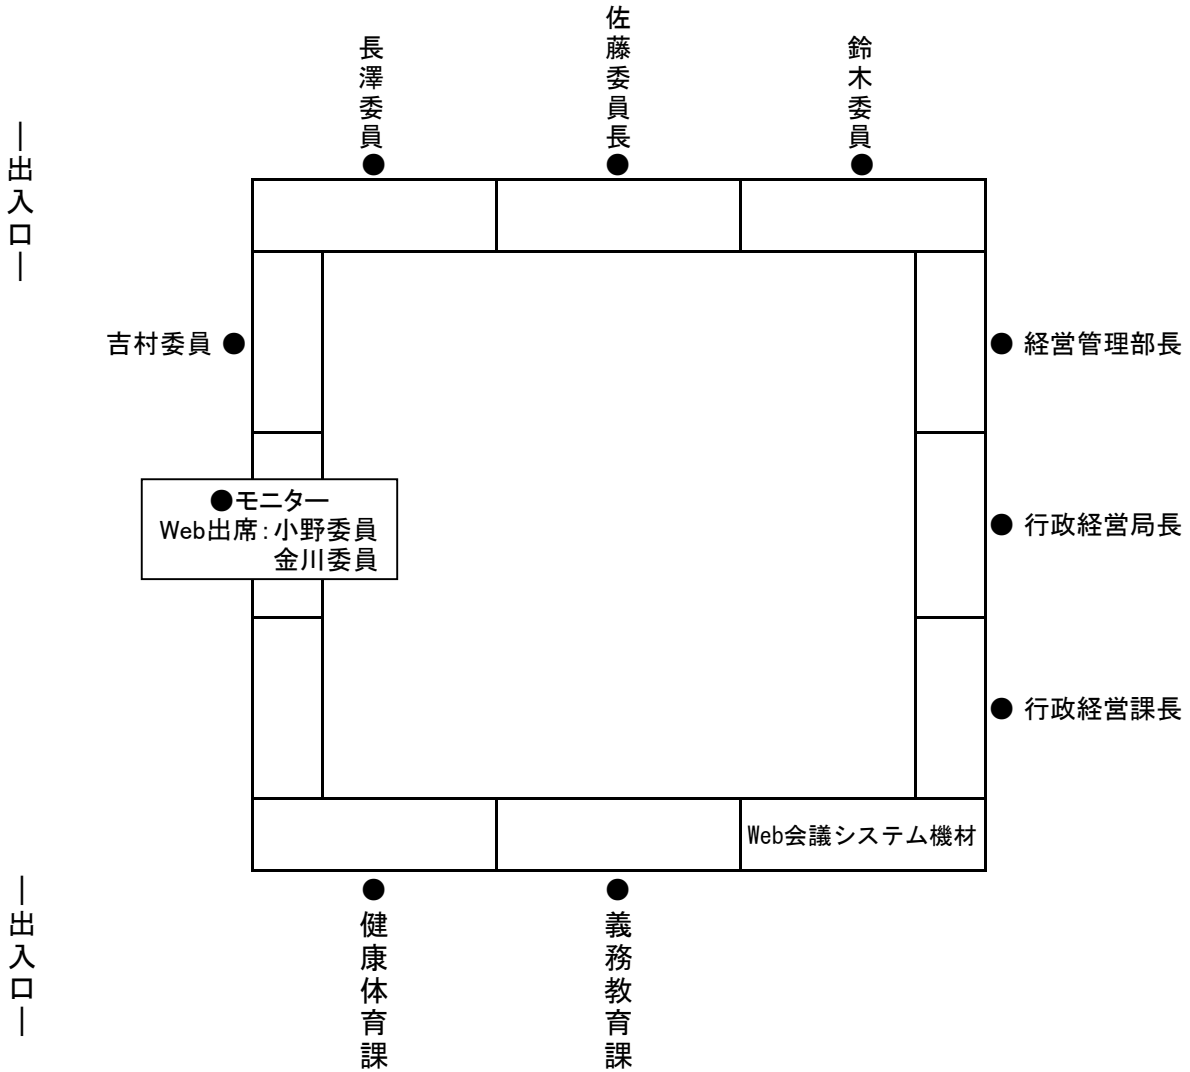 長澤委員
佐藤委員長
鈴木委員
●
●
●
―出入口―
吉村委員 ●
● 経営管理部長
●モニター
Web出席:小野委員
金川委員
● 行政経営局長
● 行政経営課長
Web会議システム機材
―出入口―
●
●
健康体育課
義務教育課